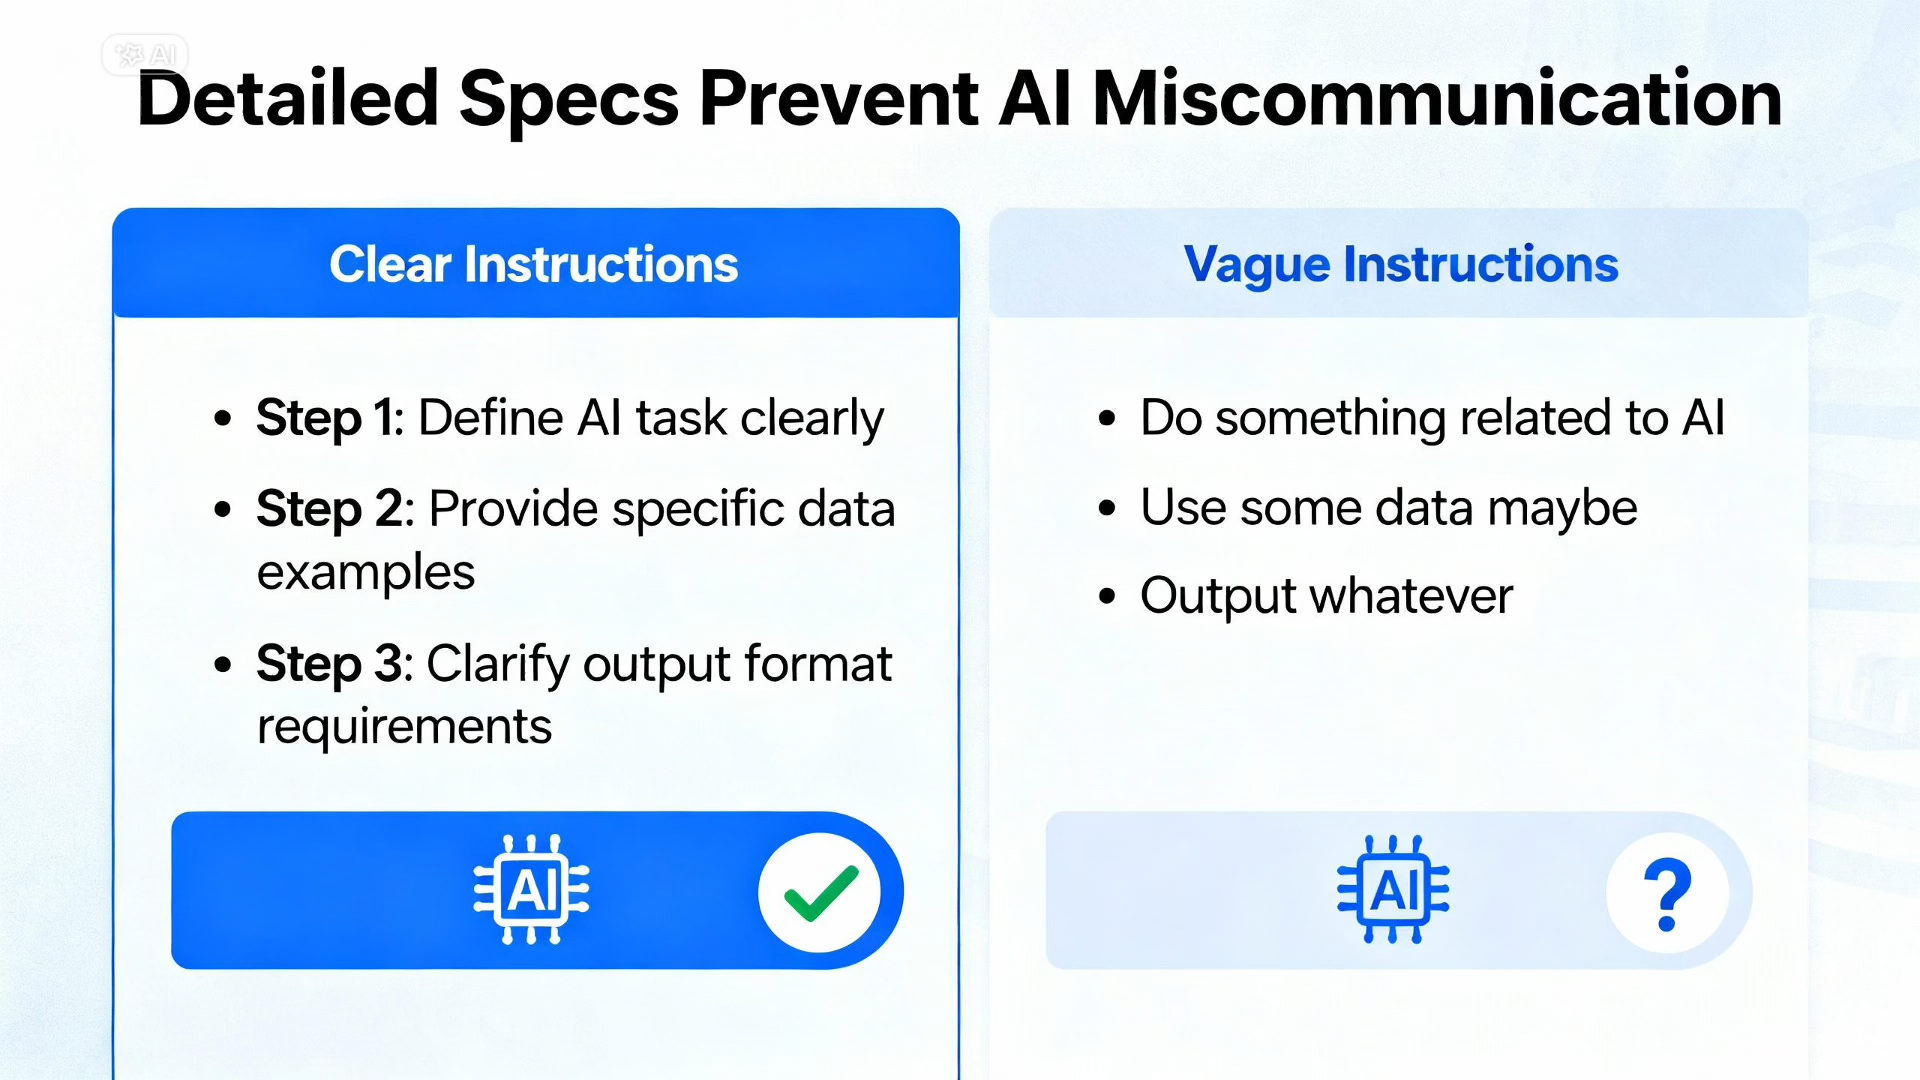 AI
Detailed Specs Prevent AI Miscommunication
Clear Instructions
• Step 1: Define AI task clearly
• Step 2: Provide specific data
examples
• Step 3: Clarify output format
requirements
AI
Vague Instructions
• Do something related to AI
• Use some data maybe
• Output whatever
AI
?